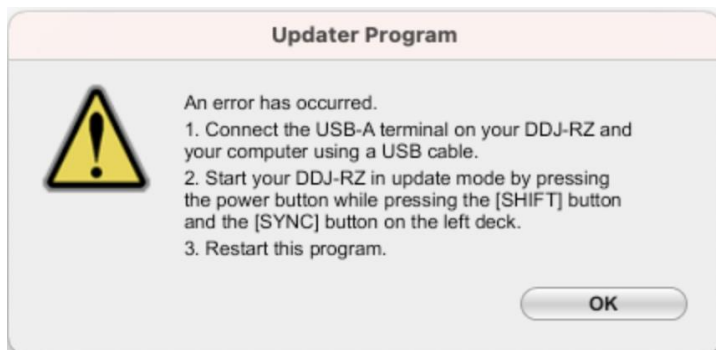 Updater Program
An error has occurred.
1. Connect the USB-A terminal on your DDJ-RZ and
your computer using a USB cable.
2. Start your DDJ-RZ in update mode by pressing
the power button while pressing the [SHIFT] button
and the [SYNC] button on the left deck.
3. Restart this program.
OK